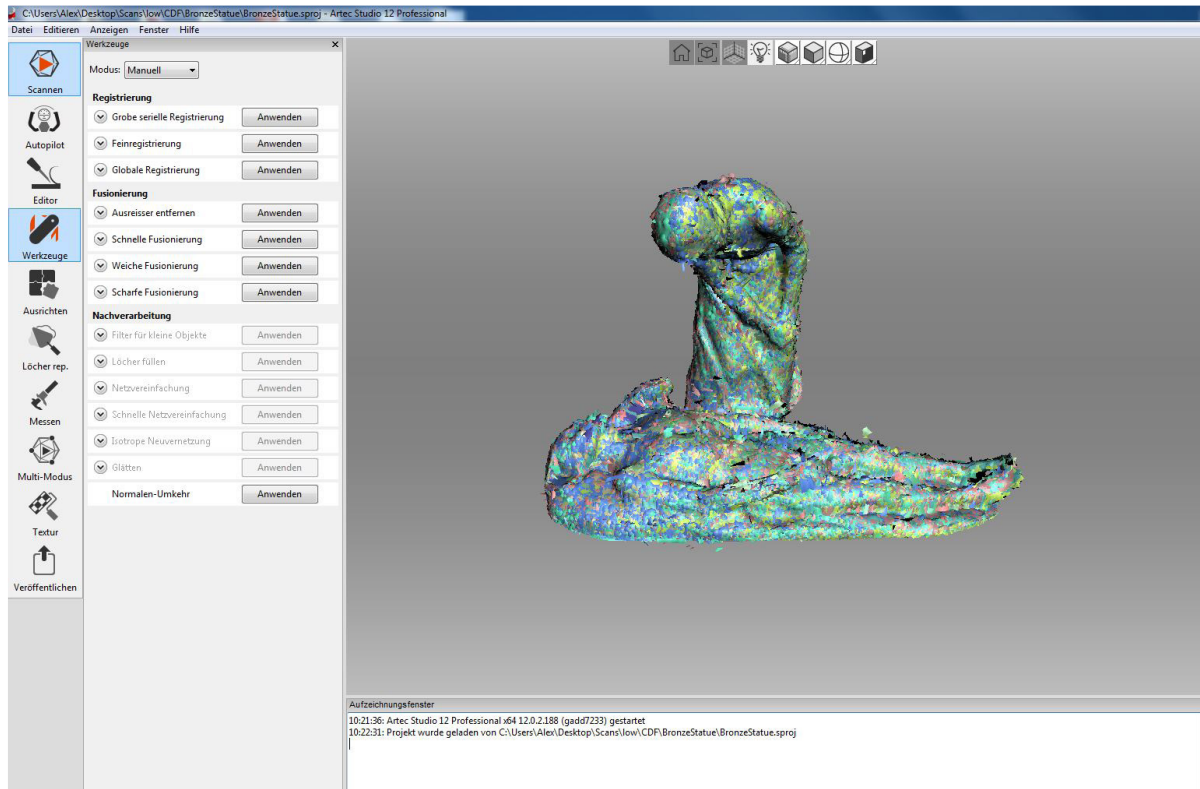 C:\Users\Alex\Desktop\Scans\low\CDF\BronzeStatue\BronzeStatue.sproj - Artec Studio 12 Professional
Datei Editieren Anzeigen Fenster Hilfe
Scannen
Autopilot
Editor
Werkzeuge
Ausrichten
Löcher rep.
Messen
Multi-Modus
Textur
Veröffentlichen
Werkzeuge x
Modus: Manuell
Registrierung
Grobe serielle Registrierung Anwenden
Feinregistrierung Anwenden
Globale Registrierung Anwenden
Fusionierung
Ausreisser entfernen Anwenden
Schnelle Fusionierung Anwenden
Weiche Fusionierung Anwenden
Scharfe Fusionierung Anwenden
Nachverarbeitung
Filter für kleine Objekte Anwenden
Löcher füllen Anwenden
Netzvereinfachung Anwenden
Schnelle Netzvereinfachung Anwenden
Isotrope Neuvernetzung Anwenden
Glätten Anwenden
Normalen-Umkehr Anwenden
Aufzeichnungsfenster
10:21:36: Artec Studio 12 Professional x64 12.0.2.188 (gadd7233) gestartet
10:22:31: Projekt wurde geladen von C:\Users\Alex\Desktop\Scans\low\CDF\BronzeStatue\BronzeStatue.sproj